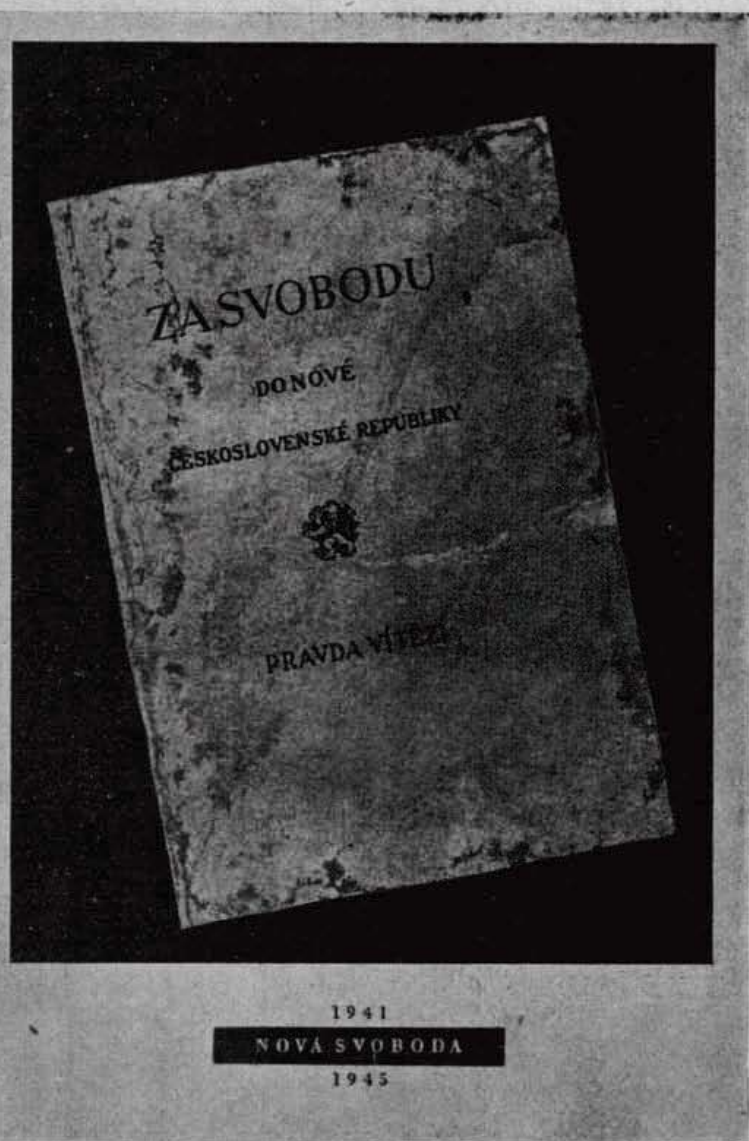 ZA SVOBODU
DO NOVÉ
ČESKOSLOVENSKÉ REPUBLIKY
PRAVDA VÍTĚZÍ
1941
NOVÁ SVOBODA
1945